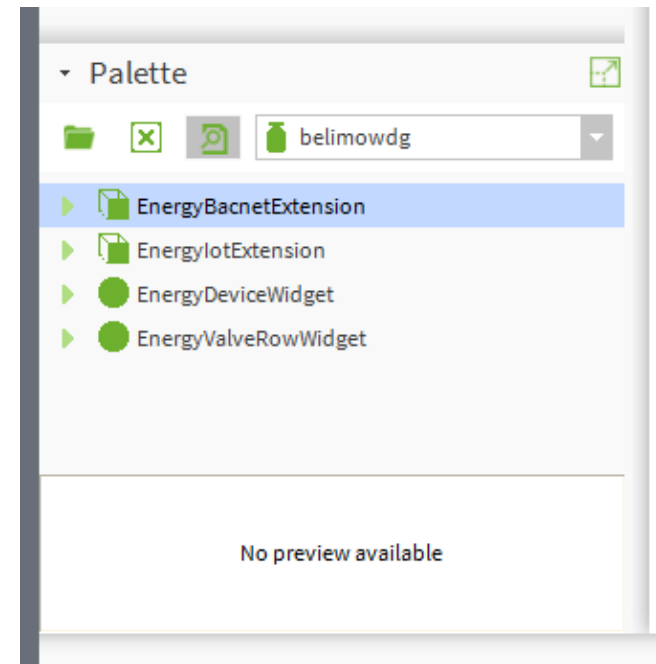 Palette
belimowdg
EnergyBacnetExtension
EnergyIotExtension
EnergyDeviceWidget
EnergyValveRowWidget
No preview available